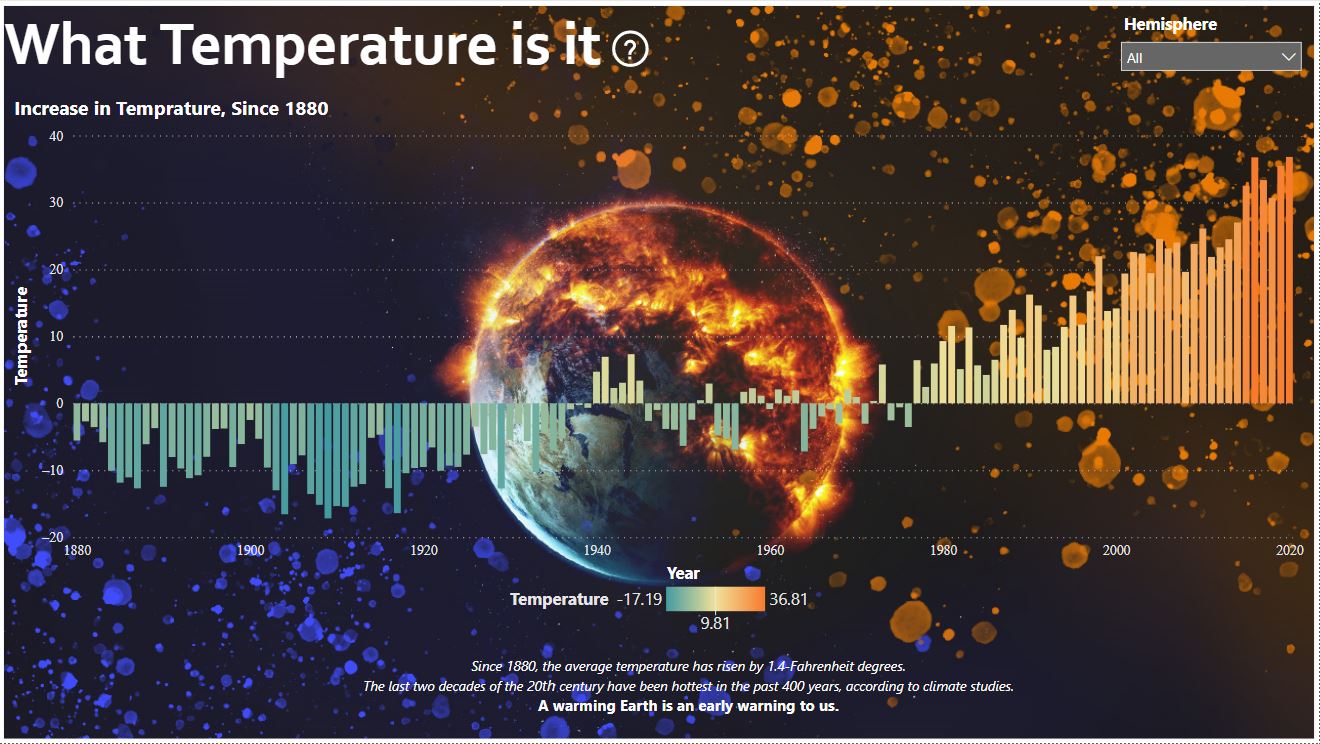 What Temperature is it ?
Hemisphere
All
Increase in Temprature, Since 1880
Temperature
40
30
20
10
0
−10
−20
1880 1900 1920 1940 1960 1980 2000 2020
Year
Temperature -17.19 36.81
9.81
Since 1880, the average temperature has risen by 1.4-Fahrenheit degrees.
The last two decades of the 20th century have been hottest in the past 400 years, according to climate studies.
A warming Earth is an early warning to us.